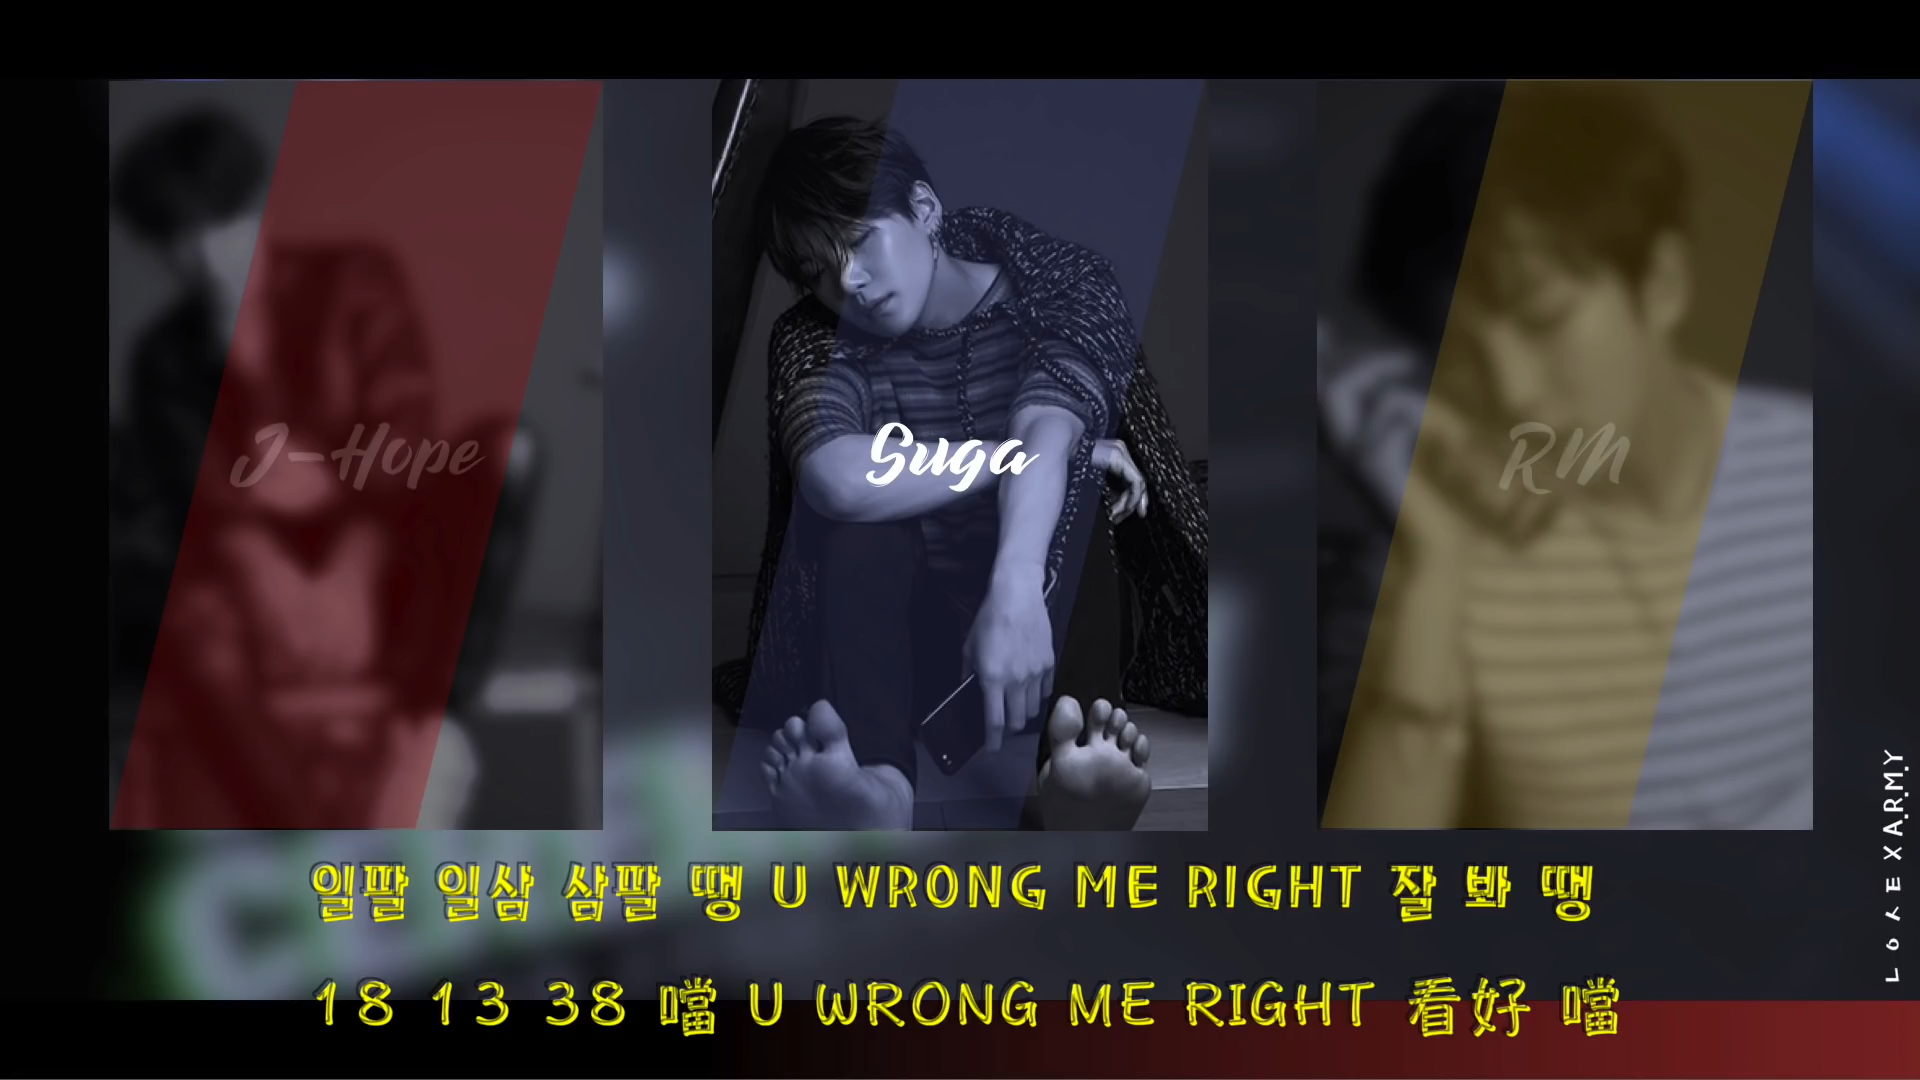 J-Hope
Suga
RM
일팔 일삼 삼팔 땡 U WRONG ME RIGHT 잘 봐 땡
18 13 38 噹 U WRONG ME RIGHT 看好 噹